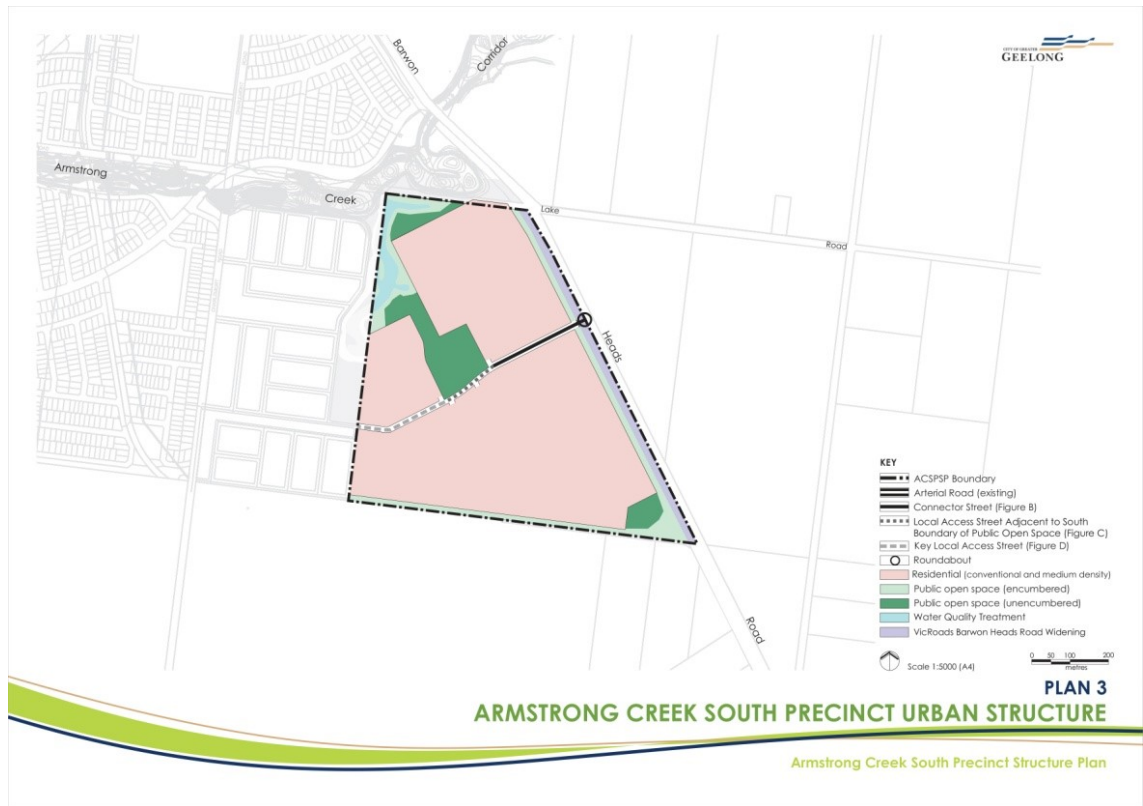 CITY OF GREATER
GEELONG
Barwon
Corridor
Armstrong
Creek
Lake
Road
Heads
Road
KEY
ACSPSP Boundary
Arterial Road (existing)
Connector Street (Figure B)
Local Access Street Adjacent to South
Boundary of Public Open Space (Figure C)
Key Local Access Street (Figure D)
Roundabout
Residential (conventional and medium density)
Public open space (encumbered)
Public open space (unencumbered)
Water Quality Treatment
VicRoads Barwon Heads Road Widening
Scale 1:5000 (A4)
0 50 100 200
metres
PLAN 3
ARMSTRONG CREEK SOUTH PRECINCT URBAN STRUCTURE
Armstrong Creek South Precinct Structure Plan